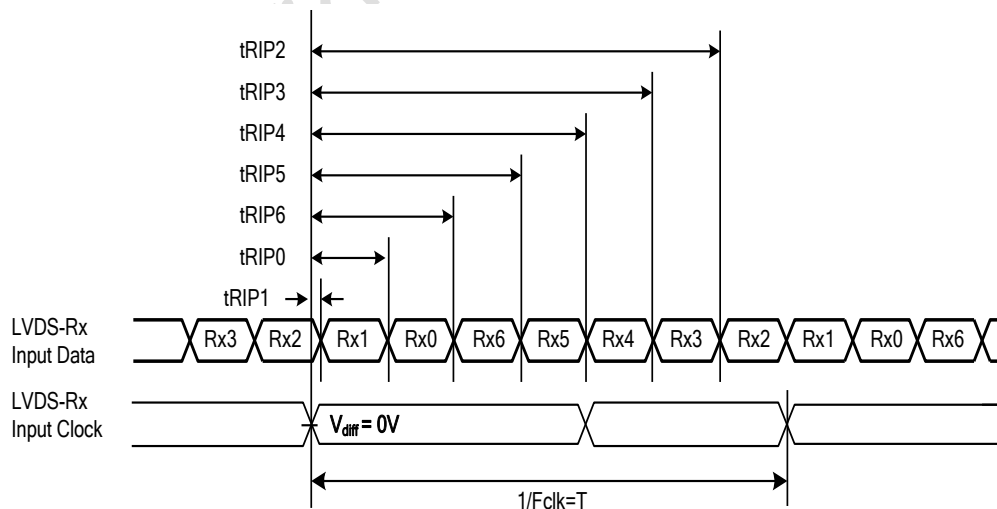 tRIP2
tRIP3
tRIP4
tRIP5
tRIP6
tRIP0
tRIP1
LVDS-Rx
Input Data
Rx3 Rx2 Rx1 Rx0 Rx6 Rx5 Rx4 Rx3 Rx2 Rx1 Rx0 Rx6
LVDS-Rx
Input Clock
Vdiff = 0V
1/Fclk=T